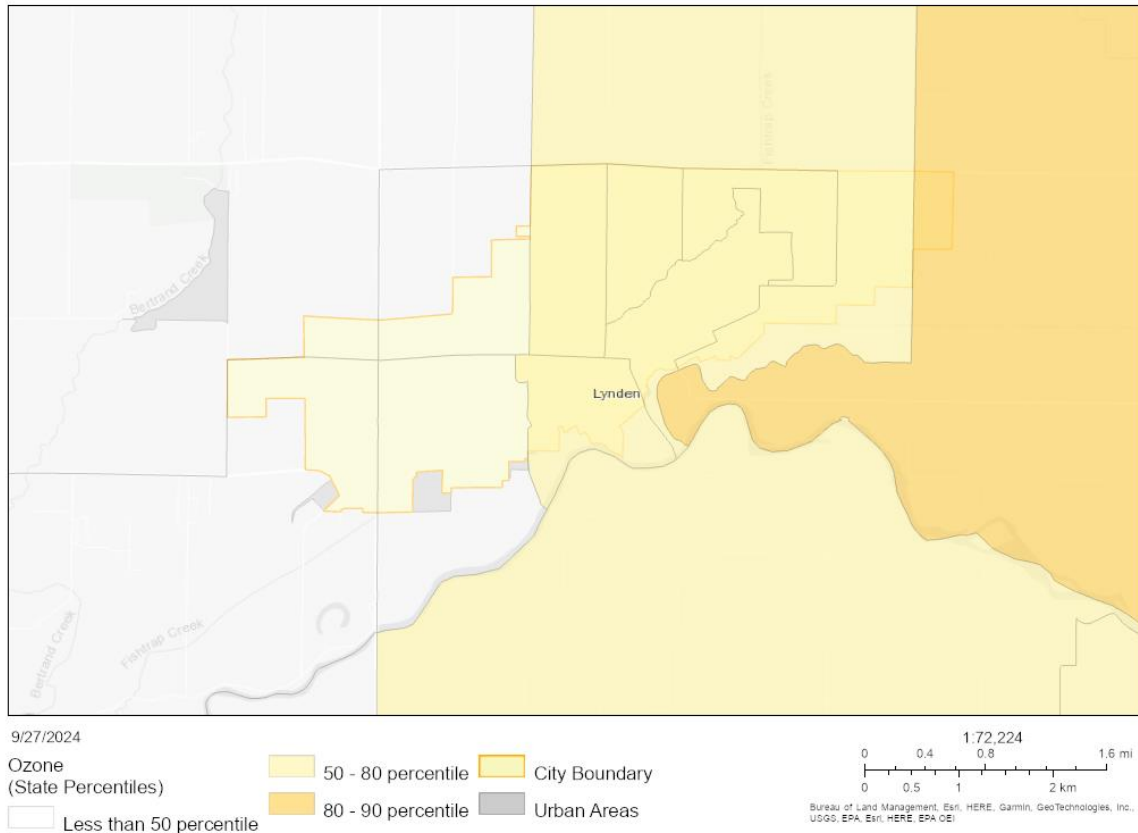 Fishtrap Creek
Bertrand Creek
Lynden
Fishtrap Creek
Bertrand Creek
9/27/2024
Ozone
(State Percentiles)
Less than 50 percentile
50 - 80 percentile
80 - 90 percentile
City Boundary
Urban Areas
1:72,224
0 0.4 0.8 1.6 mi
0 0.5 1 2 km
Bureau of Land Management, Esri, HERE, Garmin, GeoTechnologies, Inc.,
USGS, EPA, Esri, HERE, EPA OEI